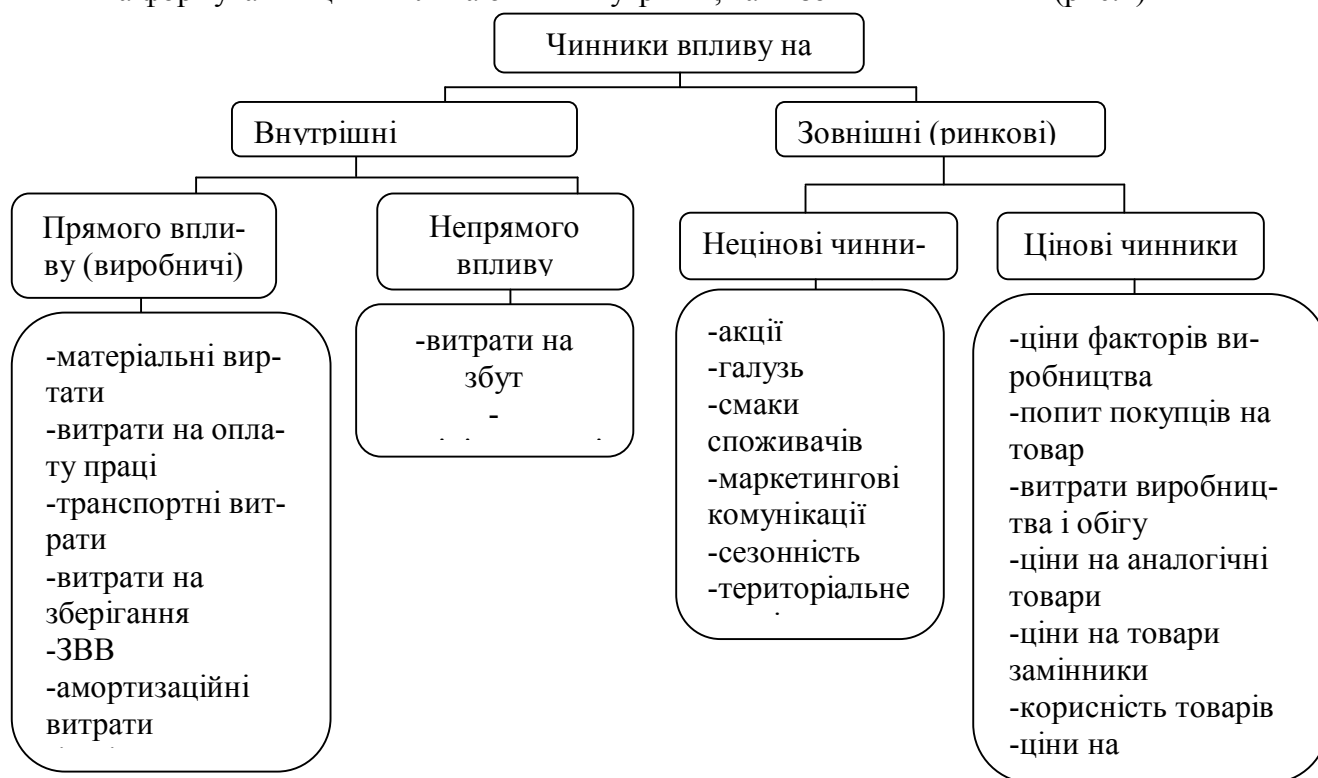 Чинники впливу на
Внутрішні
Зовнішні (ринкові)
Прямого впли-
ву (виробничі)
Непрямого
впливу
Нецінові чинни-
Цінові чинники
-матеріальні вир-
тати
-витрати на опла-
ту праці
-транспортні вит-
рати
-витрати на
зберігання
-ЗВВ
-амортизаційні
витрати
-витрати на
збут
-
-акції
-галузь
-смаки
споживачів
-маркетингові
комунікації
-сезонність
-територіальне
-ціни факторів ви-
робництва
-попит покупців на
товар
-витрати виробниц-
тва і обігу
-ціни на аналогічні
товари
-ціни на товари
замінники
-корисність товарів
-ціни на